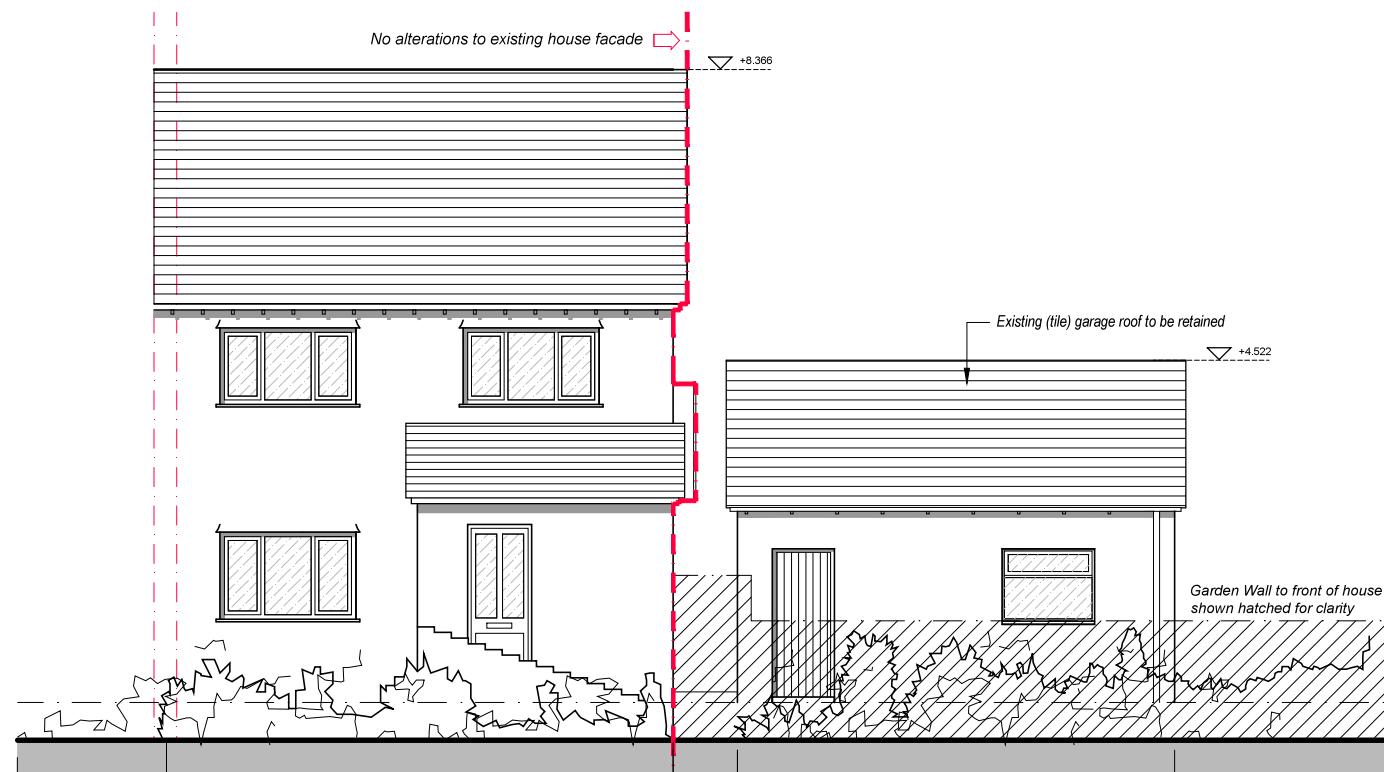 No alterations to existing house facade
+8.366
Existing (tile) garage roof to be retained
+4.522
Garden Wall to front of house
shown hatched for clarity